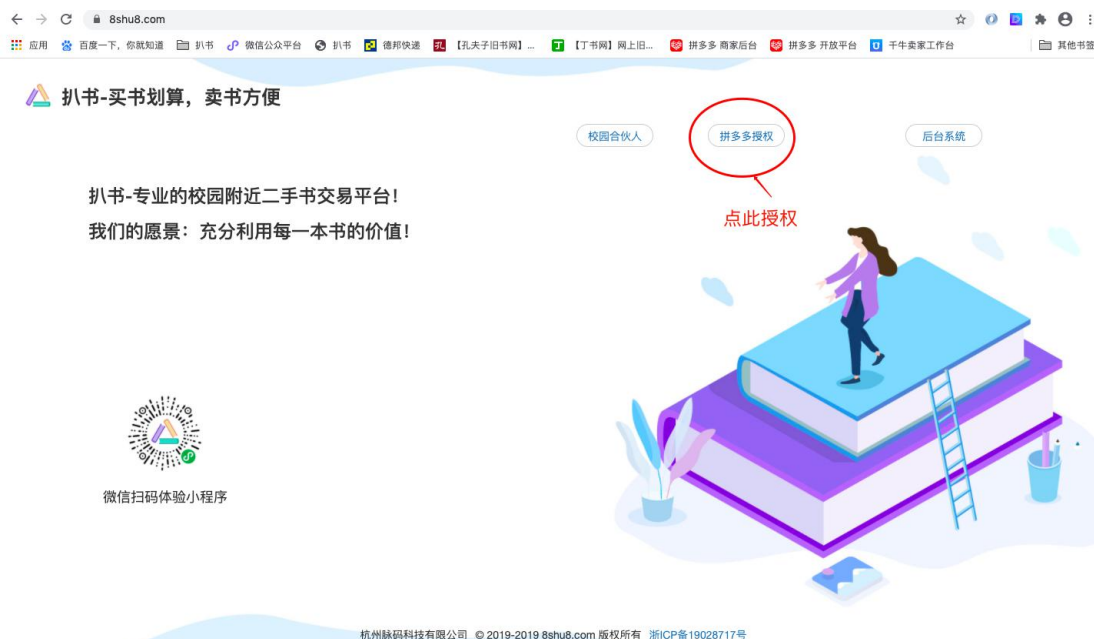 8shu8.com
应用 百度一下，你就知道 扒书 微信公众平台 扒书 德邦快递 【孔夫子旧书网】... 【丁书网】网上旧... 拼多多 商家后台 拼多多 开放平台 千牛卖家工作台 其他书签
扒书-买书划算，卖书方便
校园合伙人 拼多多授权 后台系统
点此授权
扒书-专业的校园附近二手书交易平台！
我们的愿景：充分利用每一本书的价值！
微信扫码体验小程序
杭州脉码科技有限公司 © 2019-2019 8shu8.com 版权所有 浙ICP备19028717号